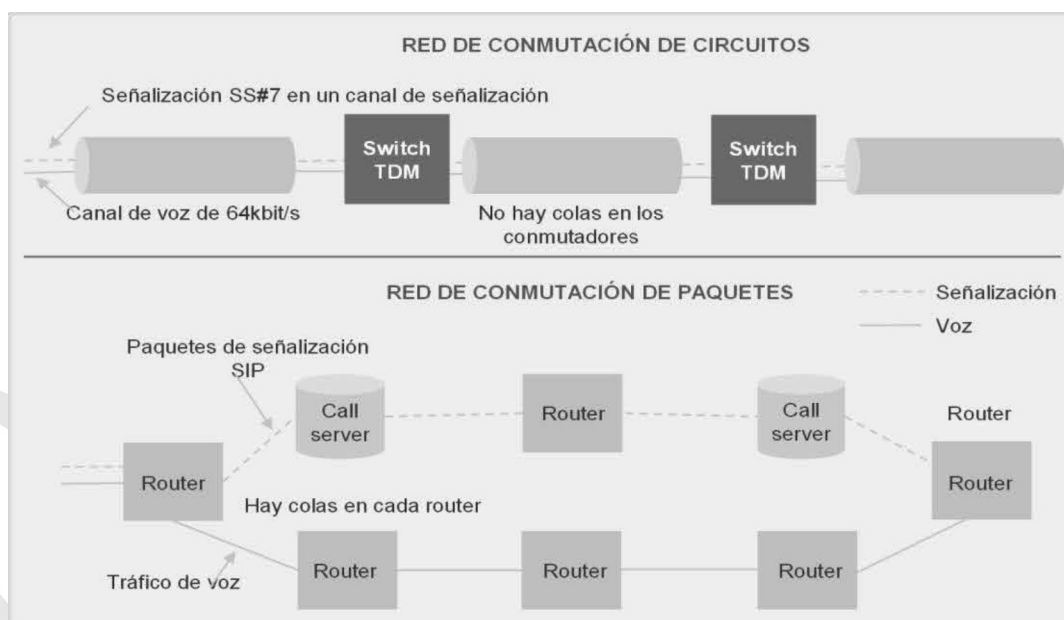 RED DE CONMUTACIÓN DE CIRCUITOS
Señalización SS#7 en un canal de señalización
Switch
TDM
Switch
TDM
Canal de voz de 64kbit/s
No hay colas en los
conmutadores
RED DE CONMUTACIÓN DE PAQUETES
Señalización
Voz
Paquetes de señalización
SIP
Call
server
Router
Call
server
Router
Router
Router
Hay colas en cada router
Router
Router
Router
Tráfico de voz